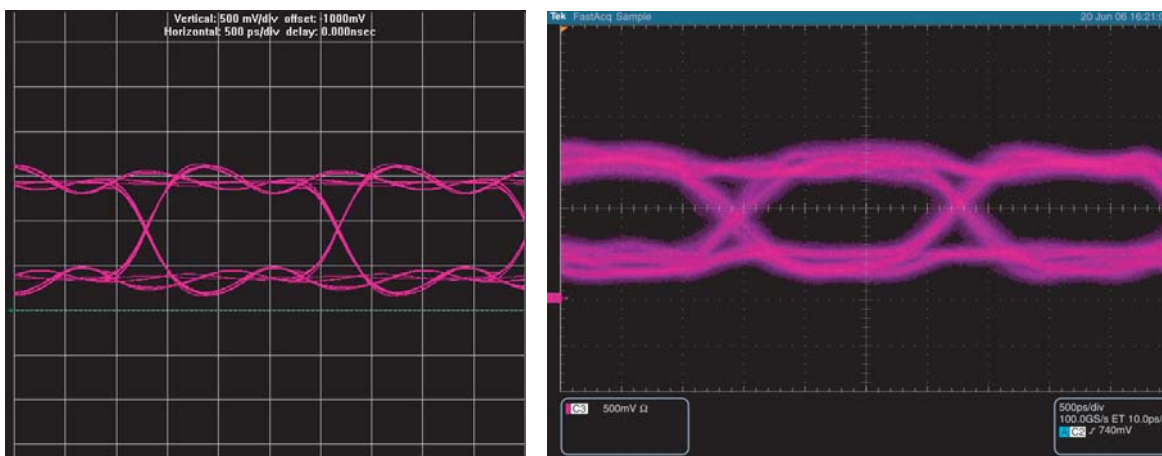 Vertical: 500 mV/div offset: -1000mV
Horizontal: 500 ps/div delay: 0.000nsec
Tek FastAcq Sample
20 Jun 06 16:21:0
C3 500mV Ω
500ps/div
100.0GS/s ET 10.0ps/
A C2 ∫ 740mV